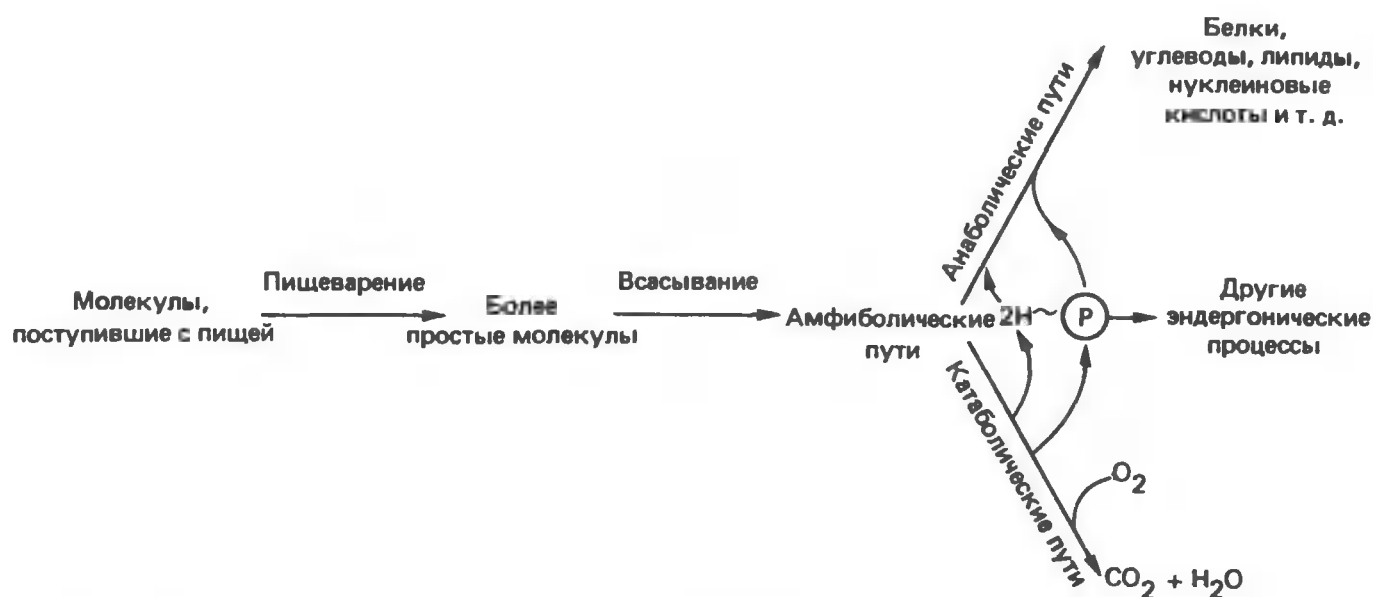 Белки,
углеводы, липиды,
нуклеиновые
кислоты и т. д.
Анаболические пути
Пищеварение
Всасывание
Молекулы,
поступившие с пищей
Более
простые молекулы
Амфиболические
пути
2H~
P
Другие
эндергонические
процессы
Катаболические пути
O₂
CO₂ + H₂O